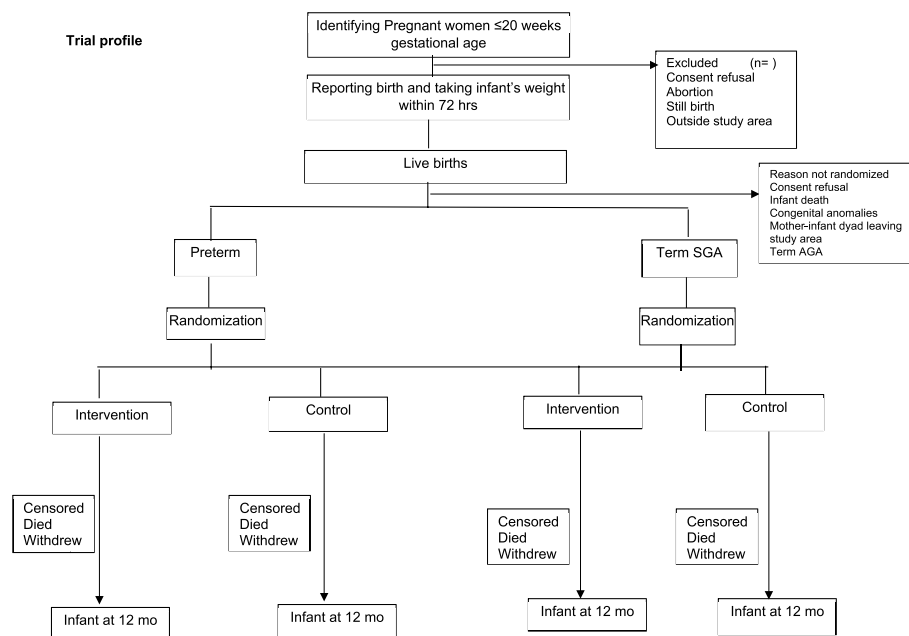 Trial profile
Identifying Pregnant women ≤20 weeks
gestational age
Excluded (n= )
Consent refusal
Abortion
Still birth
Outside study area
Reporting birth and taking infant's weight
within 72 hrs
Live births
Reason not randomized
Consent refusal
Infant death
Congenital anomalies
Mother-infant dyad leaving
study area
Term AGA
Preterm
Term SGA
Randomization
Randomization
Intervention
Control
Intervention
Control
Censored
Died
Withdrew
Censored
Died
Withdrew
Censored
Died
Withdrew
Censored
Died
Withdrew
Infant at 12 mo
Infant at 12 mo
Infant at 12 mo
Infant at 12 mo